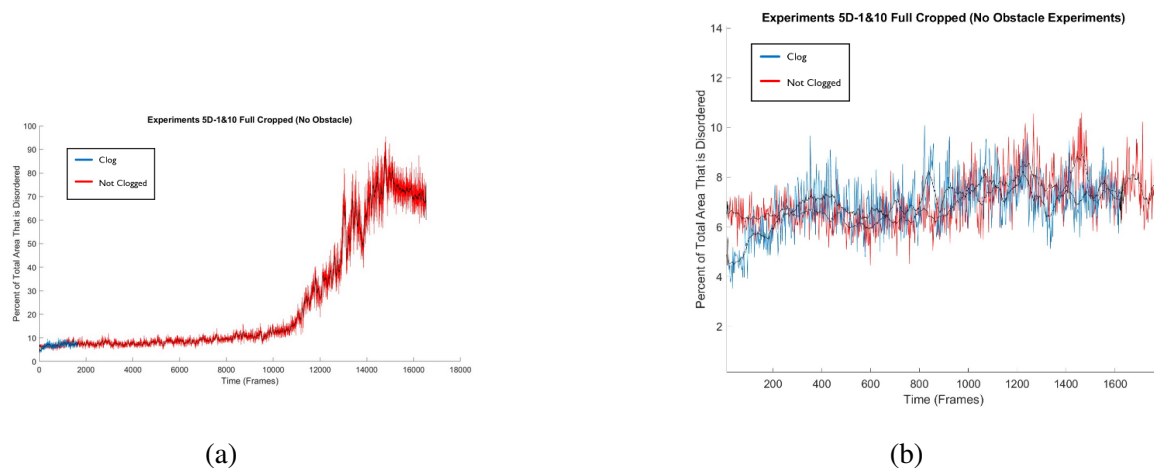 Experiments 5D-1&10 Full Cropped (No Obstacle)
Percent of Total Area That is Disordered
100
90
80
70
60
50
40
30
20
10
0
Clog
Not Clogged
0 2000 4000 6000 8000 10000 12000 14000 16000 18000
Time (Frames)
(a)
Experiments 5D-1&10 Full Cropped (No Obstacle Experiments)
Percent of Total Area That is Disordered
14
12
10
8
6
4
2
Clog
Not Clogged
200 400 600 800 1000 1200 1400 1600
Time (Frames)
(b)